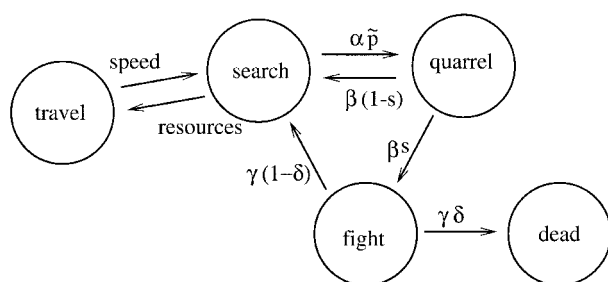 speed
α p̃
travel
search
quarrel
resources
β (1-s)
βs
γ (1–δ)
fight
γ δ
dead